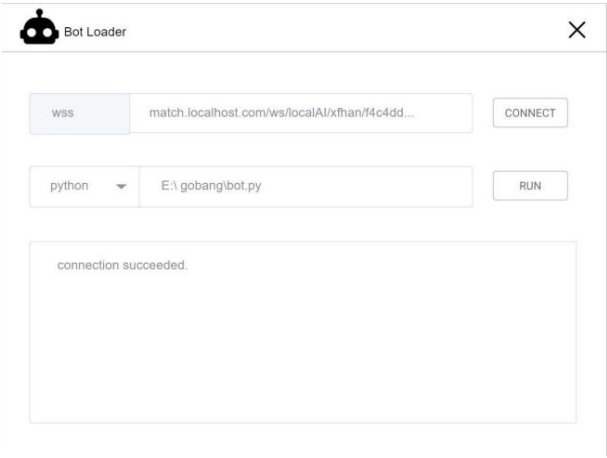 Bot Loader
wss match.localhost.com/ws/localAI/xfhan/f4c4dd... CONNECT
python E:\ gobang\bot.py RUN
connection succeeded.